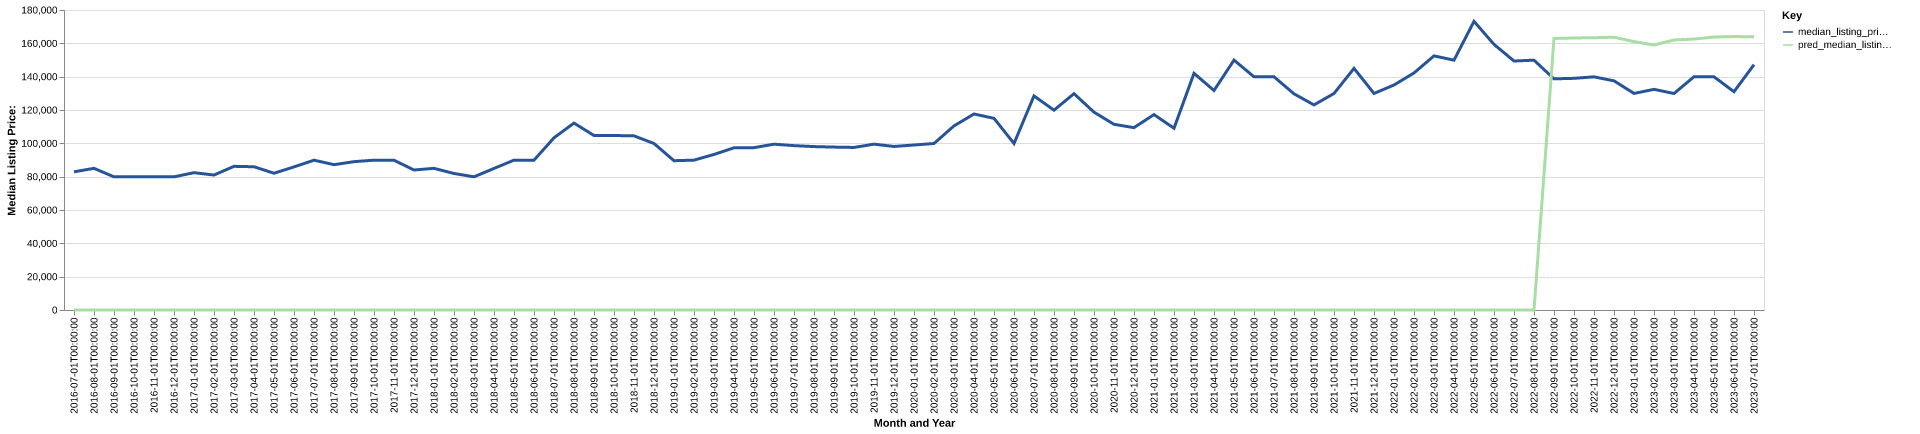 180,000
160,000
140,000
120,000
100,000
80,000
60,000
40,000
20,000
0
Median Listing Price:
2016-07-01T00:00:00
2016-08-01T00:00:00
2016-09-01T00:00:00
2016-10-01T00:00:00
2016-11-01T00:00:00
2016-12-01T00:00:00
2017-01-01T00:00:00
2017-02-01T00:00:00
2017-03-01T00:00:00
2017-04-01T00:00:00
2017-05-01T00:00:00
2017-06-01T00:00:00
2017-07-01T00:00:00
2017-08-01T00:00:00
2017-09-01T00:00:00
2017-10-01T00:00:00
2017-11-01T00:00:00
2017-12-01T00:00:00
2018-01-01T00:00:00
2018-02-01T00:00:00
2018-03-01T00:00:00
2018-04-01T00:00:00
2018-05-01T00:00:00
2018-06-01T00:00:00
2018-07-01T00:00:00
2018-08-01T00:00:00
2018-09-01T00:00:00
2018-10-01T00:00:00
2018-11-01T00:00:00
2018-12-01T00:00:00
2019-01-01T00:00:00
2019-02-01T00:00:00
2019-03-01T00:00:00
2019-04-01T00:00:00
2019-05-01T00:00:00
2019-06-01T00:00:00
2019-07-01T00:00:00
2019-08-01T00:00:00
2019-09-01T00:00:00
2019-10-01T00:00:00
2019-11-01T00:00:00
2019-12-01T00:00:00
2020-01-01T00:00:00
2020-02-01T00:00:00
2020-03-01T00:00:00
2020-04-01T00:00:00
2020-05-01T00:00:00
2020-06-01T00:00:00
2020-07-01T00:00:00
2020-08-01T00:00:00
2020-09-01T00:00:00
2020-10-01T00:00:00
2020-11-01T00:00:00
2020-12-01T00:00:00
2021-01-01T00:00:00
2021-02-01T00:00:00
2021-03-01T00:00:00
2021-04-01T00:00:00
2021-05-01T00:00:00
2021-06-01T00:00:00
2021-07-01T00:00:00
2021-08-01T00:00:00
2021-09-01T00:00:00
2021-10-01T00:00:00
2021-11-01T00:00:00
2021-12-01T00:00:00
2022-01-01T00:00:00
2022-02-01T00:00:00
2022-03-01T00:00:00
2022-04-01T00:00:00
2022-05-01T00:00:00
2022-06-01T00:00:00
2022-07-01T00:00:00
2022-08-01T00:00:00
2022-09-01T00:00:00
2022-10-01T00:00:00
2022-11-01T00:00:00
2022-12-01T00:00:00
2023-01-01T00:00:00
2023-02-01T00:00:00
2023-03-01T00:00:00
2023-04-01T00:00:00
2023-05-01T00:00:00
2023-06-01T00:00:00
2023-07-01T00:00:00
Month and Year
Key
median_listing_pri…
pred_median_listin…